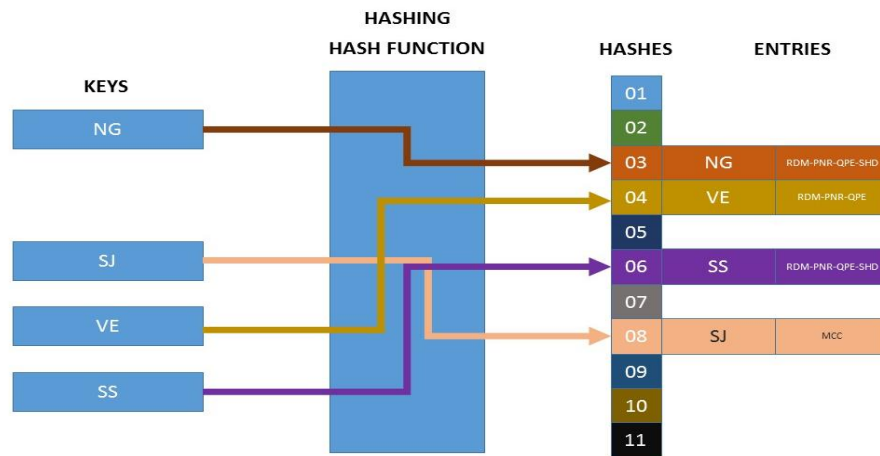 HASHING
HASH FUNCTION
HASHES
ENTRIES
KEYS
NG
SJ
VE
SS
01
02
03 NG RDM-PNR-QPE-SHD
04 VE RDM-PNR-QPE
05
06 SS RDM-PNR-QPE-SHD
07
08 SJ MCC
09
10
11